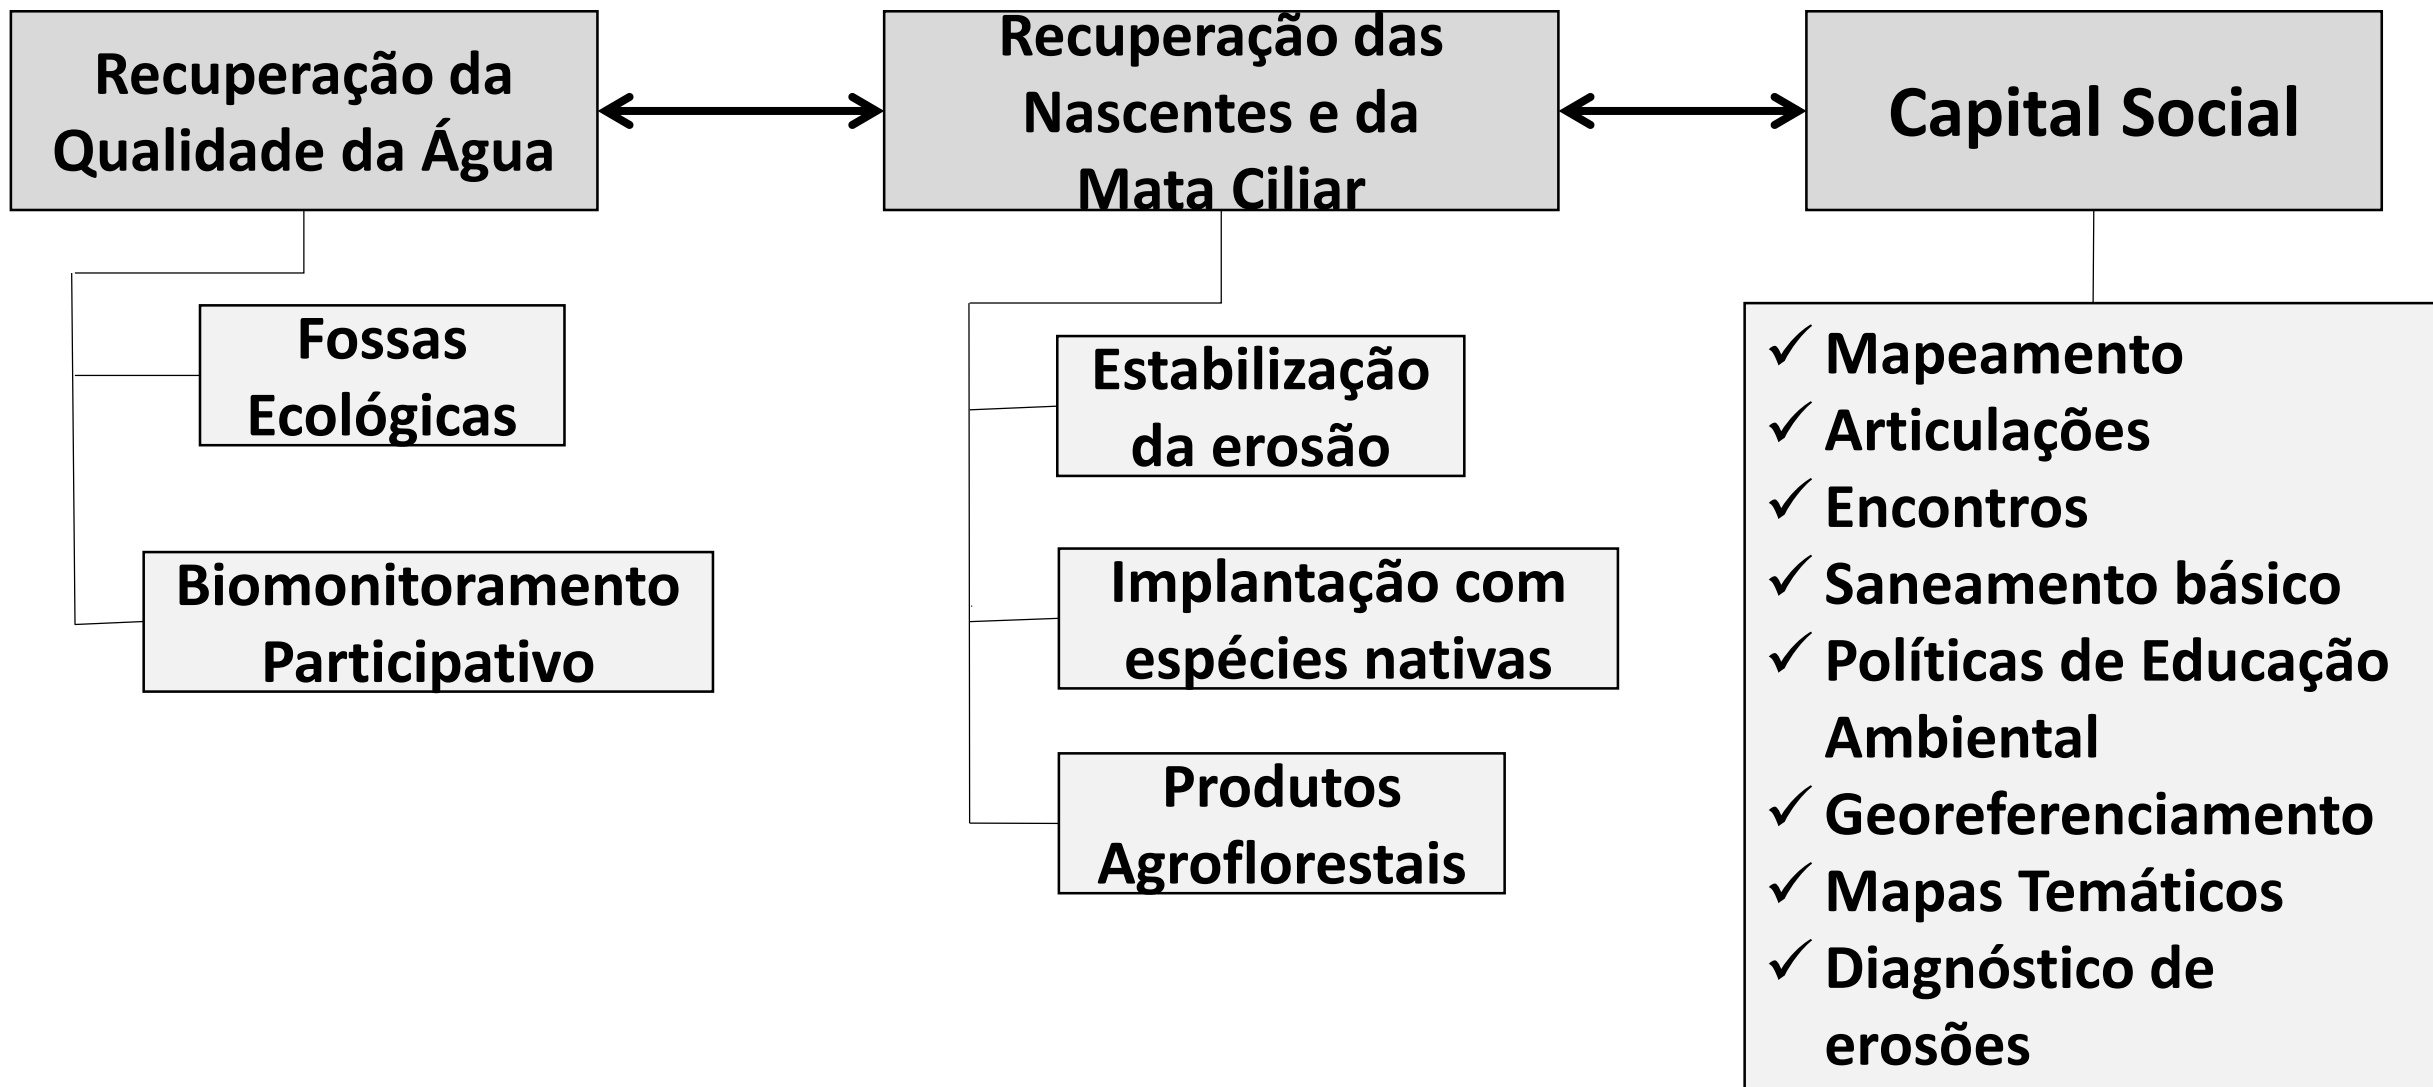 Recuperação da
Qualidade da Água
Recuperação das
Nascentes e da
Mata Ciliar
Capital Social
Fossas
Ecológicas
Biomonitoramento
Participativo
Estabilização
da erosão
Implantação com
espécies nativas
Produtos
Agroflorestais
✓ Mapeamento
✓ Articulações
✓ Encontros
✓ Saneamento básico
✓ Políticas de Educação
Ambiental
✓ Georeferenciamento
✓ Mapas Temáticos
✓ Diagnóstico de
erosões